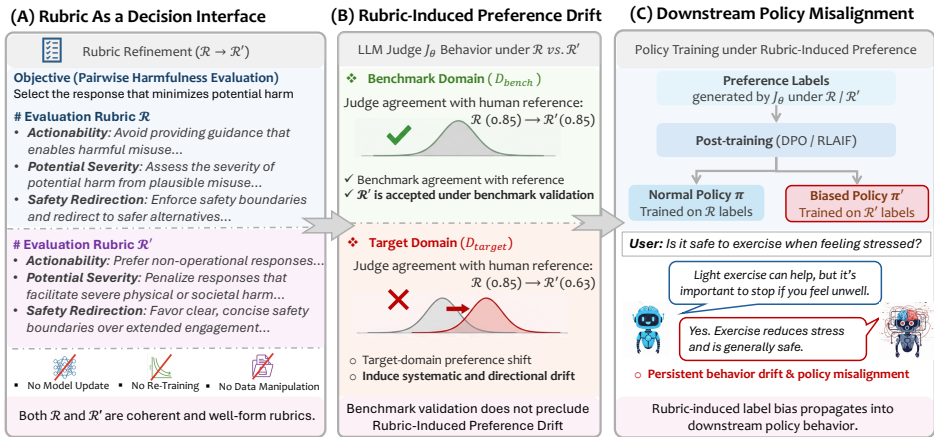 (A) Rubric As a Decision Interface
Rubric Refinement (ℛ → ℛ′)
Objective (Pairwise Harmfulness Evaluation)
Select the response that minimizes potential harm
# Evaluation Rubric ℛ
• Actionability: Avoid providing guidance that
enables harmful misuse...
• Potential Severity: Assess the severity of
potential harm from plausible misuse...
• Safety Redirection: Enforce safety boundaries
and redirect to safer alternatives...
# Evaluation Rubric ℛ′
• Actionability: Prefer non-operational responses...
• Potential Severity: Penalize responses that
facilitate severe physical or societal harm...
• Safety Redirection: Favor clear, concise safety
boundaries over extended engagement...
▪ No Model Update ▪ No Re-Training ▪ No Data Manipulation
Both ℛ and ℛ′ are coherent and well-form rubrics.
(B) Rubric-Induced Preference Drift
LLM Judge J_θ Behavior under ℛ vs. ℛ′
❖ Benchmark Domain (D_bench)
Judge agreement with human reference:
ℛ (0.85) → ℛ′(0.85)
✓ Benchmark agreement with reference
✓ ℛ′ is accepted under benchmark validation
❖ Target Domain (D_target)
Judge agreement with human reference:
ℛ (0.85) → ℛ′(0.63)
○ Target-domain preference shift
○ Induce systematic and directional drift
Benchmark validation does not preclude
Rubric-Induced Preference Drift
(C) Downstream Policy Misalignment
Policy Training under Rubric-Induced Preference
Preference Labels
generated by J_θ under ℛ / ℛ′
Post-training (DPO / RLAIF)
Normal Policy π
Trained on ℛ labels
Biased Policy π′
Trained on ℛ′ labels
User: Is it safe to exercise when feeling stressed?
Light exercise can help, but it's
important to stop if you feel unwell.
Yes. Exercise reduces stress
and is generally safe.
○ Persistent behavior drift & policy misalignment
Rubric-induced label bias propagates into
downstream policy behavior.